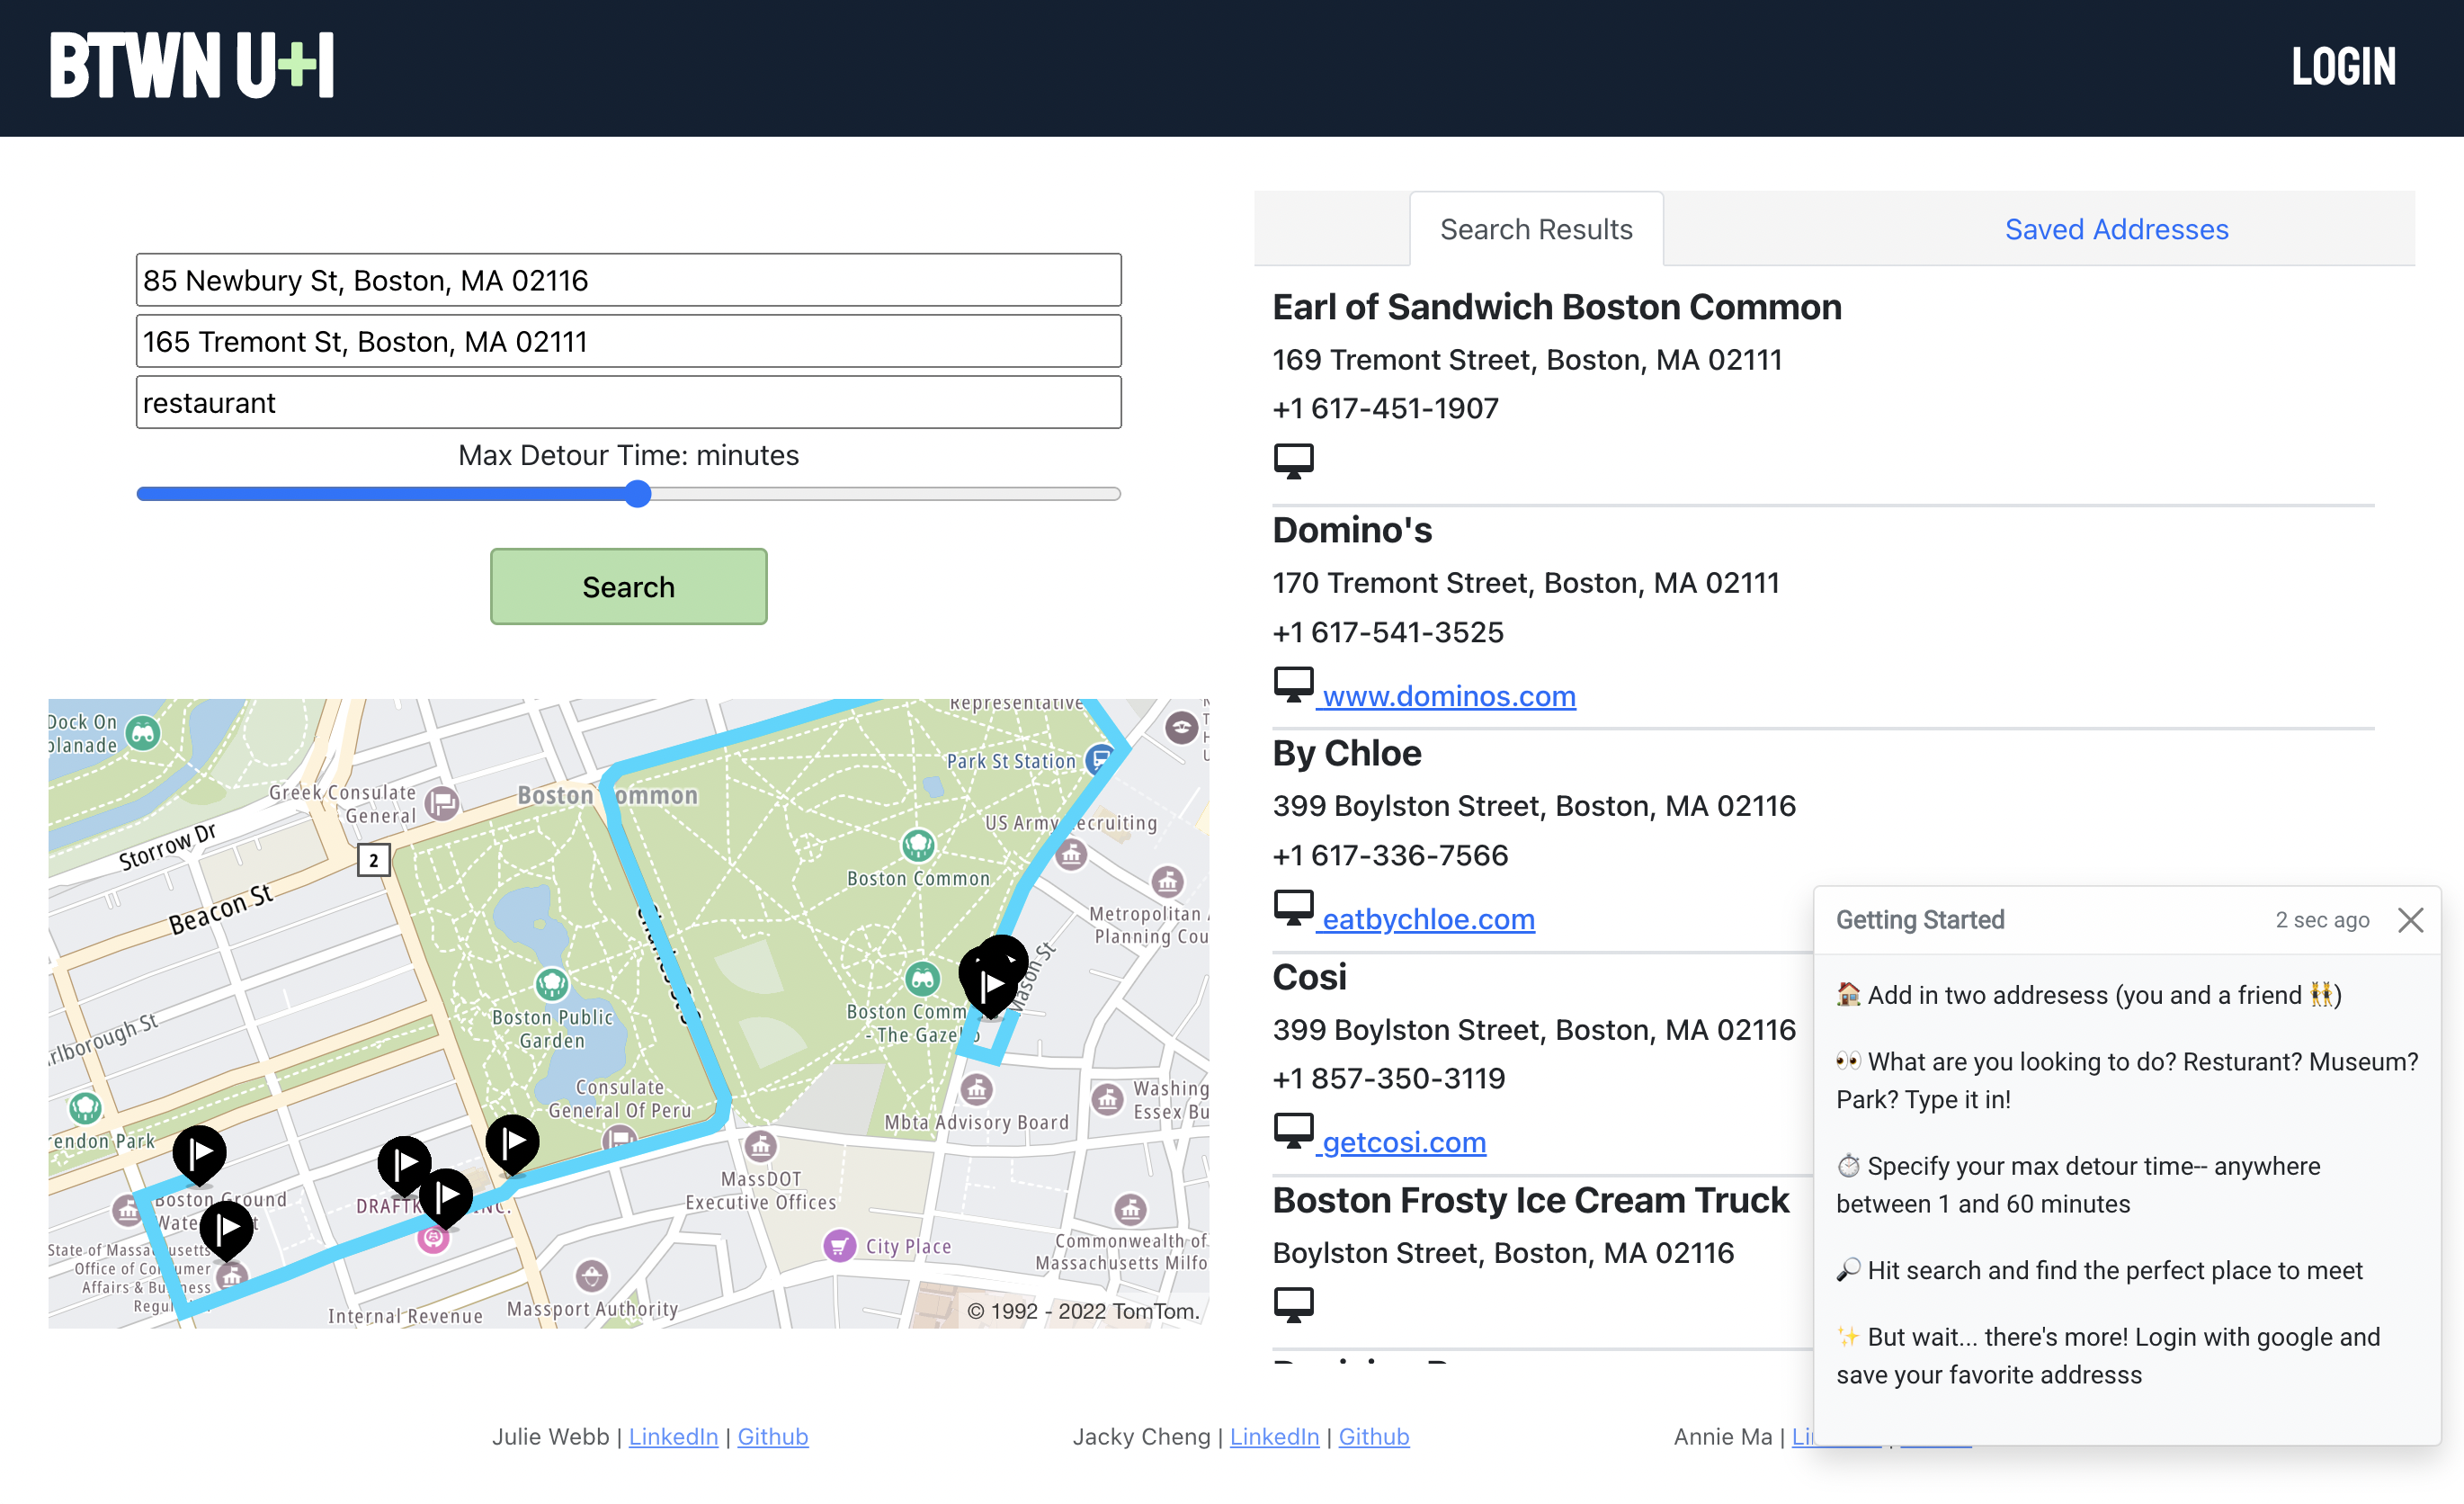 BTWN U+I
LOGIN
85 Newbury St, Boston, MA 02116
165 Tremont St, Boston, MA 02111
restaurant
Max Detour Time: minutes
Search
Search Results
Saved Addresses
Earl of Sandwich Boston Common
169 Tremont Street, Boston, MA 02111
+1 617-451-1907
Domino's
170 Tremont Street, Boston, MA 02111
+1 617-541-3525
www.dominos.com
By Chloe
399 Boylston Street, Boston, MA 02116
+1 617-336-7566
eatbychloe.com
Cosi
399 Boylston Street, Boston, MA 02116
+1 857-350-3119
getcosi.com
Boston Frosty Ice Cream Truck
Boylston Street, Boston, MA 02116
Getting Started
2 sec ago
🏠 Add in two addresess (you and a friend 👯)
👀 What are you looking to do? Resturant? Museum?
Park? Type it in!
⏱ Specify your max detour time-- anywhere
between 1 and 60 minutes
🔎 Hit search and find the perfect place to meet
✨ But wait... there's more! Login with google and
save your favorite addresss
Dock On
planade
Greek Consulate
General
Storrow Dr
2
Beacon St
Boston Common
Representative
Park St Station
US Army Recruiting
Boston Common
Metropolitan
Planning Cou
Mason St
Boston Comm
- The Gaze
Boston Public
Garden
Charles St S
rlborough St
Consulate
General Of Peru
Mbta Advisory Board
Washing
Essex Bu
rendon Park
Boston Ground
Wate
MassDOT
Executive Offices
State of Massachusetts
Office of Consumer
Affairs & Business
Regu
City Place
Commonwealth of
Massachusetts Milfo
Internal Revenue
Massport Authority
© 1992 - 2022 TomTom.
Julie Webb | LinkedIn | Github
Jacky Cheng | LinkedIn | Github
Annie Ma | Li